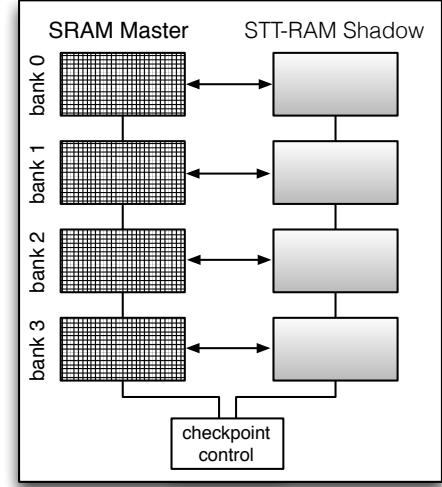 SRAM Master
STT-RAM Shadow
bank 0
bank 1
bank 2
bank 3
checkpoint
control